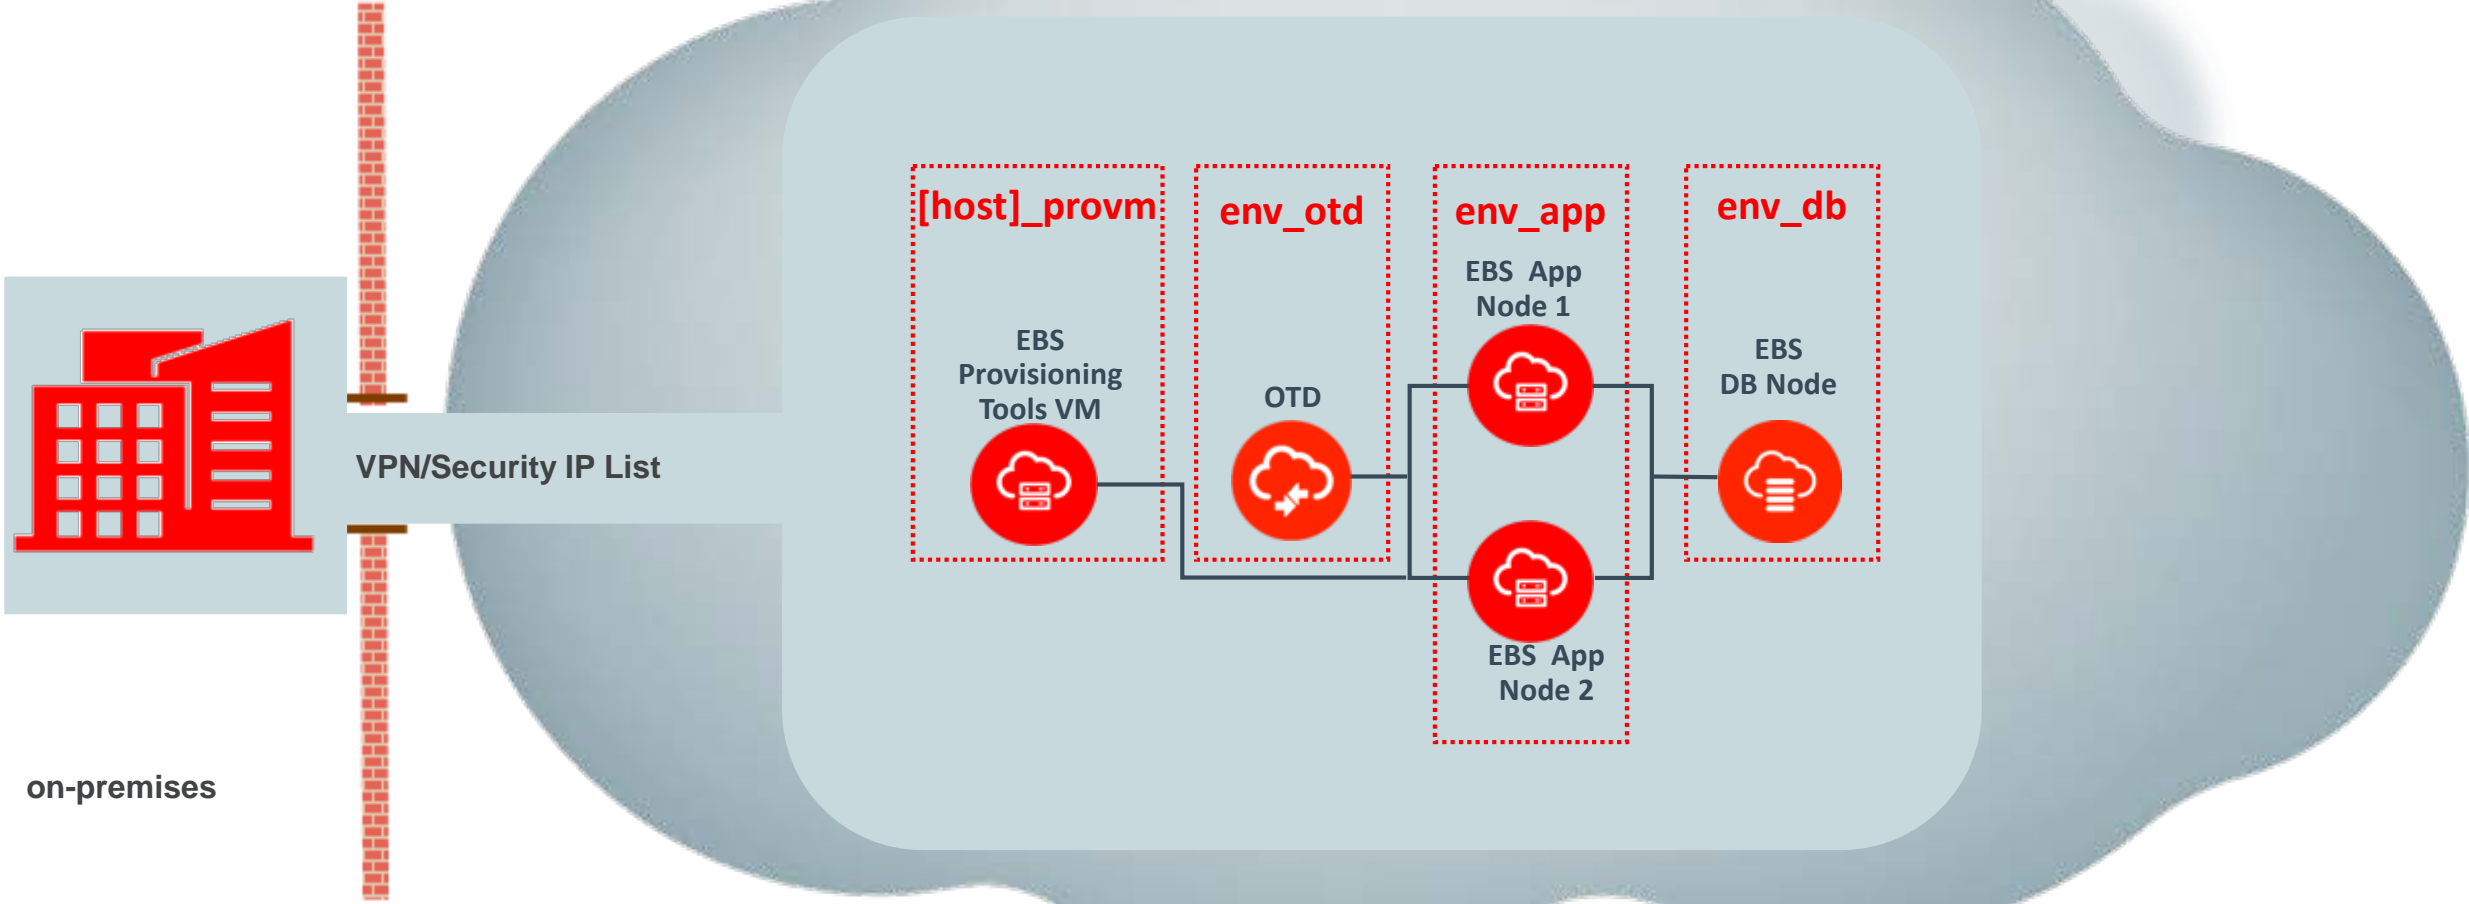 [host]_provm
env_otd
env_app
env_db
EBS
Provisioning
Tools VM
OTD
EBS App
Node 1
EBS App
Node 2
EBS
DB Node
VPN/Security IP List
on-premises